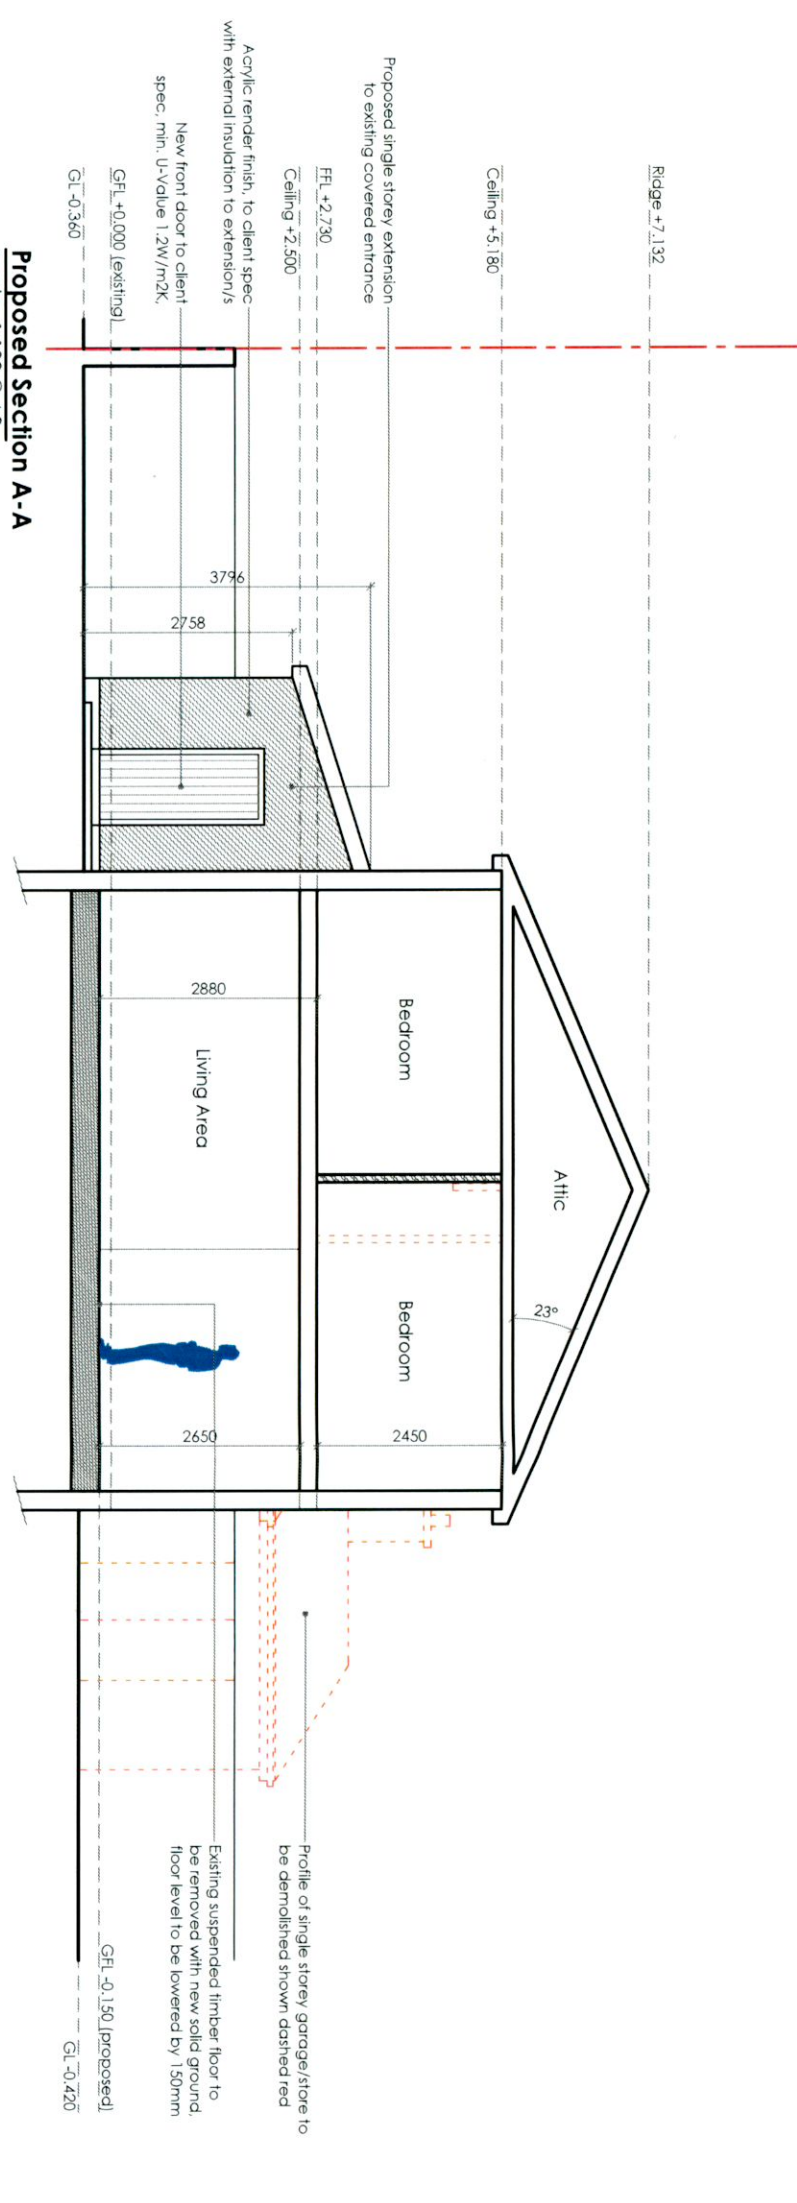 Ridge +7.132
Ceiling +5.180
Proposed single storey extension
to existing covered entrance
FFL +2.730
Ceiling +2.500
Acrylic render finish, to client spec
with external insulation to extension/s
New front door to client
spec, min. U-Value 1.2W/m2K,
GFL +0.000 (existing)
GL -0.360
3796
2758
Attic
23°
Bedroom
Bedroom
2450
2880
Living Area
2650
Profile of single storey garage/store to
be demolished shown dashed red
Existing suspended timber floor to
be removed with new solid ground,
floor level to be lowered by 150mm
GFL -0.150 (proposed)
GL -0.420
Proposed Section A-A